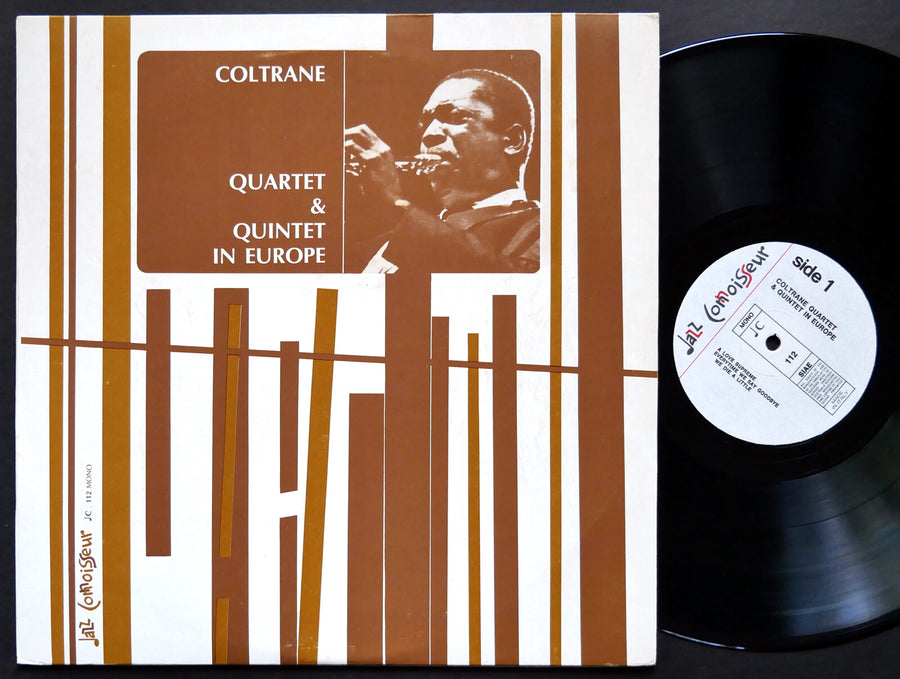 COLTRANE
QUARTET
&
QUINTET
IN EUROPE
Jazz Connoisseur JC 112 MONO
Jazz Connoisseur
side 1
COLTRANE QUARTET
& QUINTET IN EUROPE
MONO
JC
112
SIAE
A LOVE SUPREME
EVERYTIME WE SAY GOODBYE
WE DIE A LITTLE